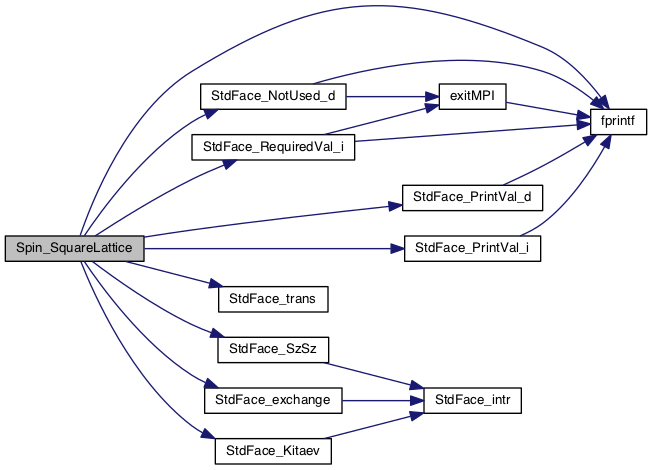 StdFace_NotUsed_d
exitMPI
fprintf
StdFace_RequiredVal_i
StdFace_PrintVal_d
Spin_SquareLattice
StdFace_PrintVal_i
StdFace_trans
StdFace_SzSz
StdFace_exchange
StdFace_intr
StdFace_Kitaev